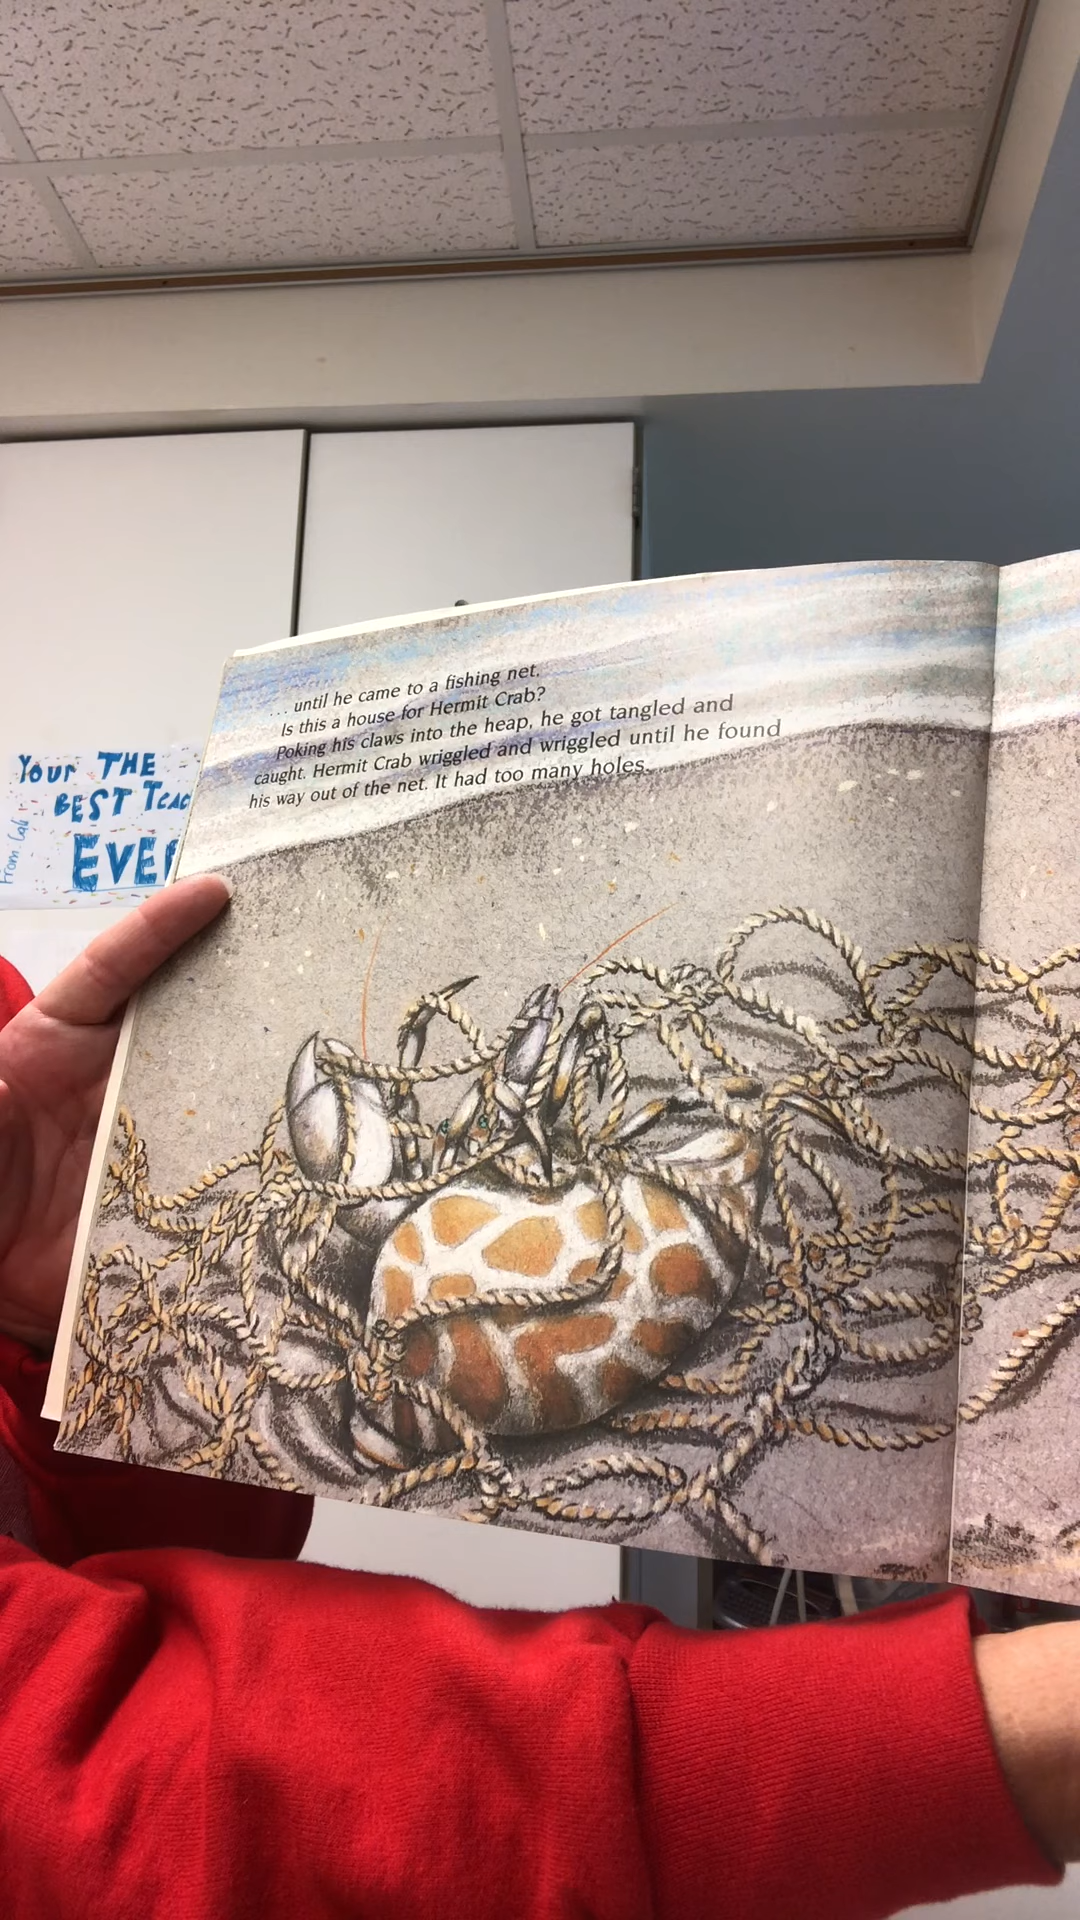 ... until he came to a fishing net.
Is this a house for Hermit Crab?
Poking his claws into the heap, he got tangled and
caught. Hermit Crab wriggled and wriggled until he found
his way out of the net. It had too many holes.
Your THE
BEST
EVE
From Cali